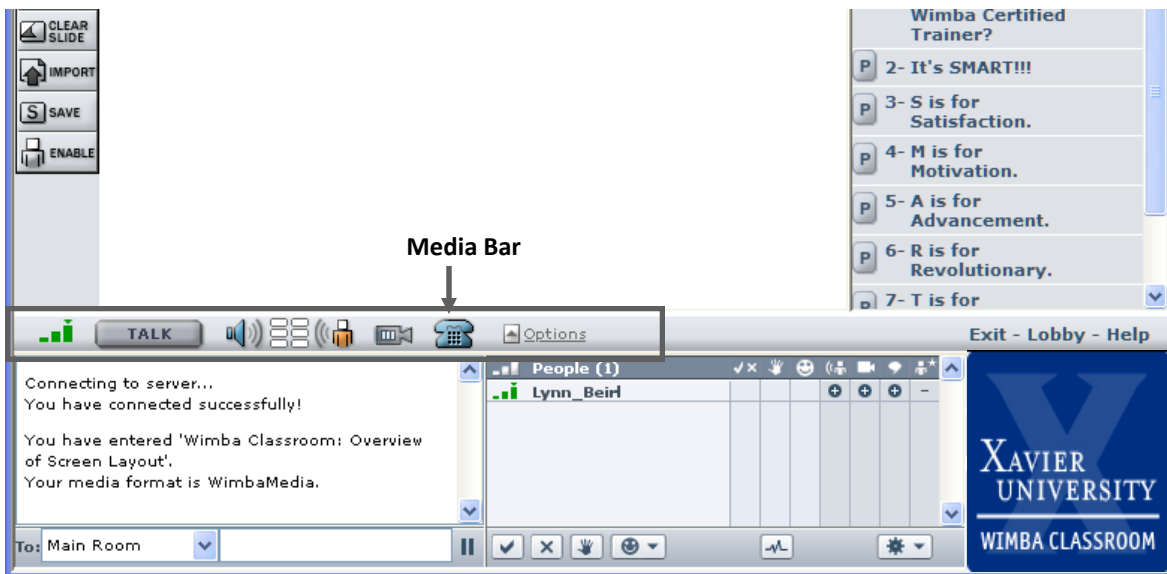 CLEAR
SLIDE
IMPORT
S SAVE
ENABLE
Wimba Certified
Trainer?
P 2- It's SMART!!!
P 3- S is for
Satisfaction.
P 4- M is for
Motivation.
P 5- A is for
Advancement.
P 6- R is for
Revolutionary.
P 7- T is for
Media Bar
TALK
Options
Exit - Lobby - Help
Connecting to server...
You have connected successfully!
You have entered 'Wimba Classroom: Overview
of Screen Layout'.
Your media format is WimbaMedia.
To: Main Room
People (1)
Lynn_Beirl
XAVIER
UNIVERSITY
WIMBA CLASSROOM